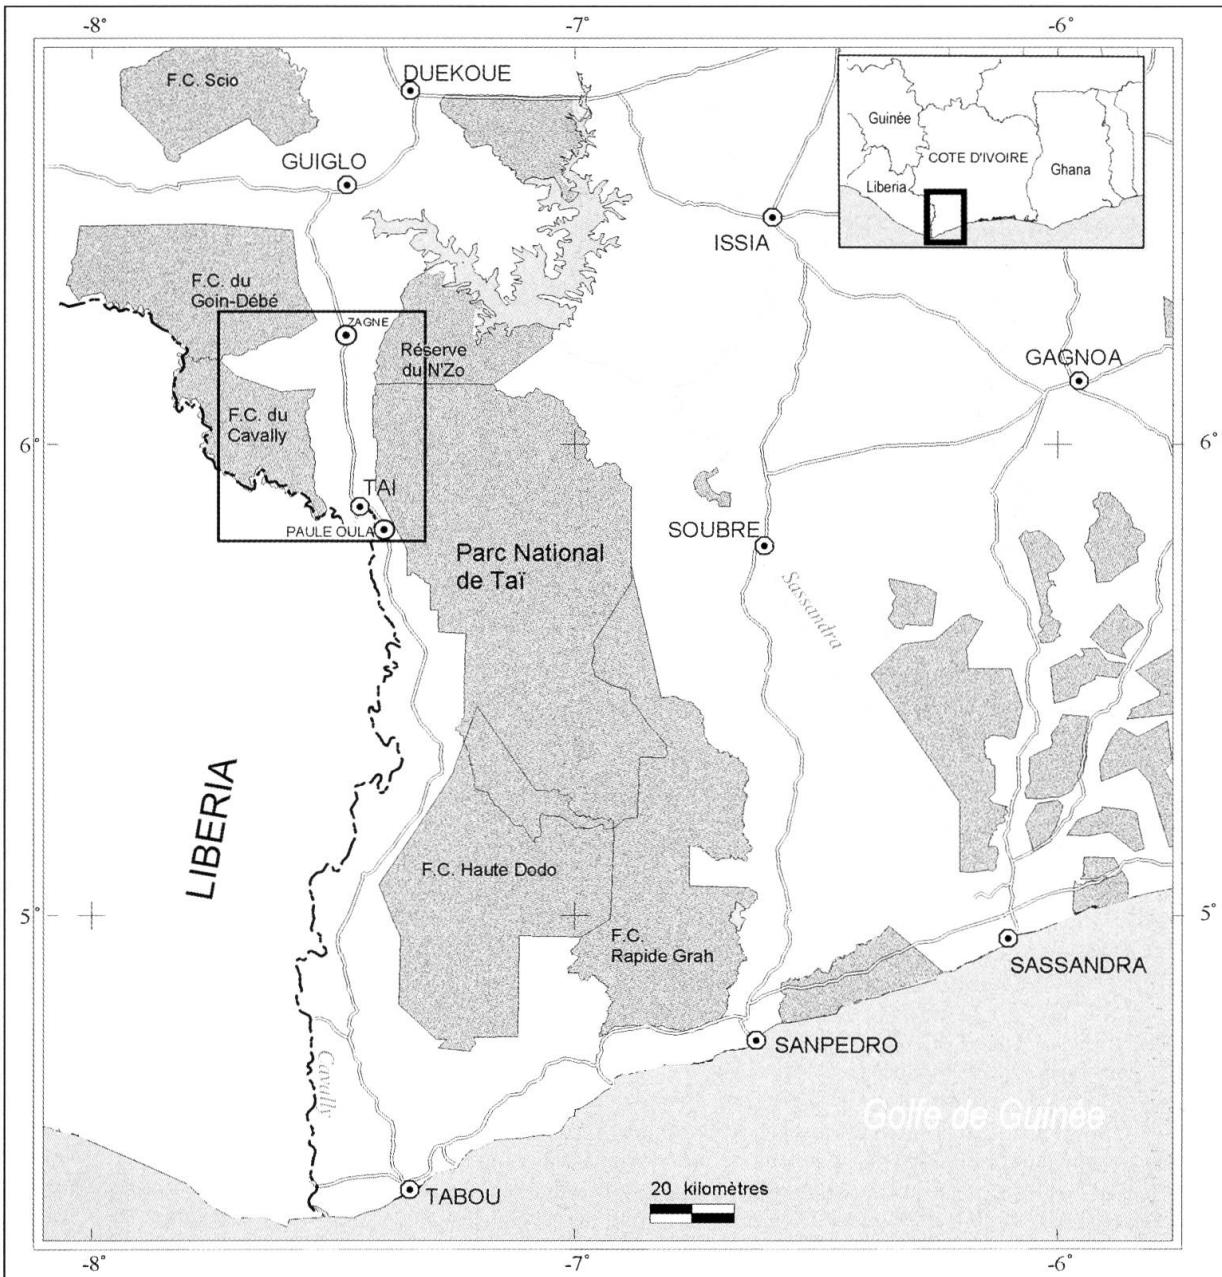 -8°
-7°
-6°
F.C. Scio
DUEKOUE
Guinée
COTE D'IVOIRE
Ghana
Liberia
GUIGLO
ISSIA
F.C. du
Goin-Débé
ZAGNE
Réserve
du N'Zo
GAGNOA
F.C. du
Cavally
6°
6°
TAI
PAULE OULA
SOUBRE
Parc National
de Taï
Sassandra
LIBERIA
F.C. Haute Dodo
5°
5°
F.C.
Rapide Grah
SASSANDRA
SANPEDRO
Cavally
Golfe de Guinée
TABOU
20 kilomètres
-8°
-7°
-6°